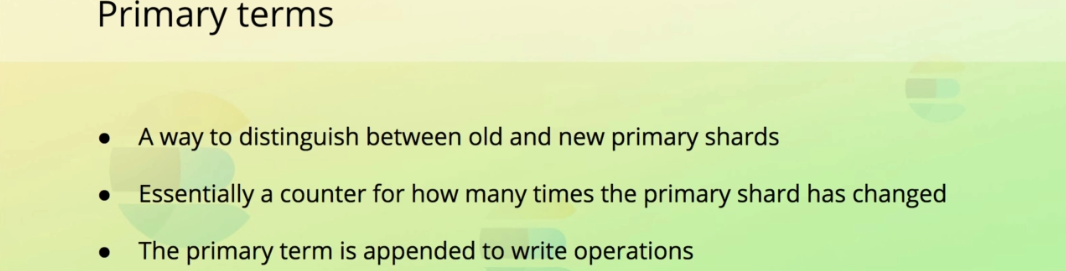 Primary terms
● A way to distinguish between old and new primary shards
● Essentially a counter for how many times the primary shard has changed
● The primary term is appended to write operations